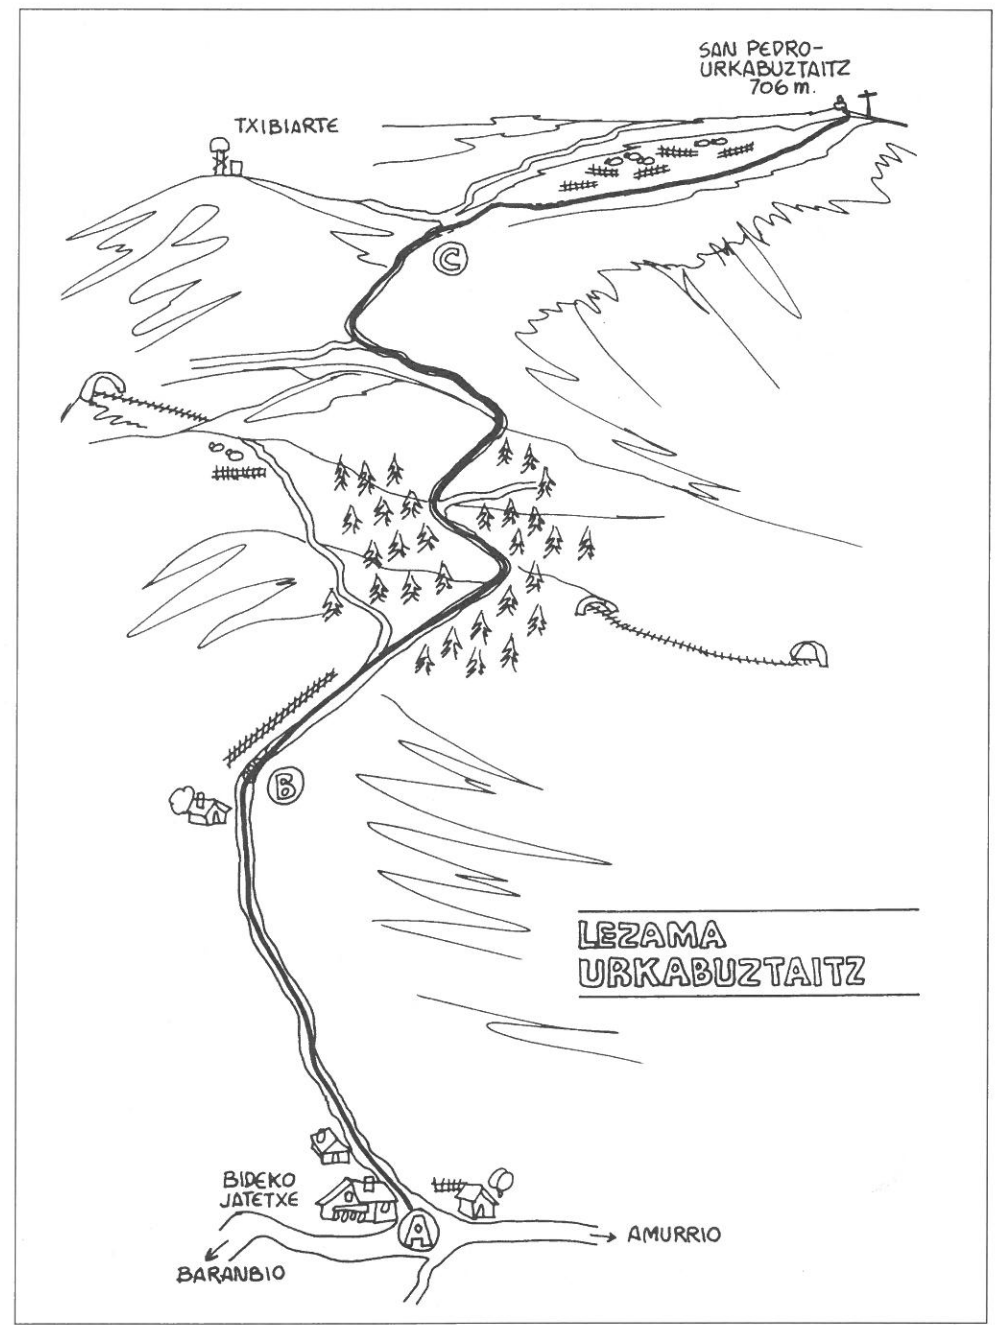 SAN PEDRO-
URKABUZTAITZ
706 m.
TXIBIARTE
C
B
LEZAMA
URKABUZTAITZ
BIDEKO
JATETXE
A
AMURRIO
BARANBIO